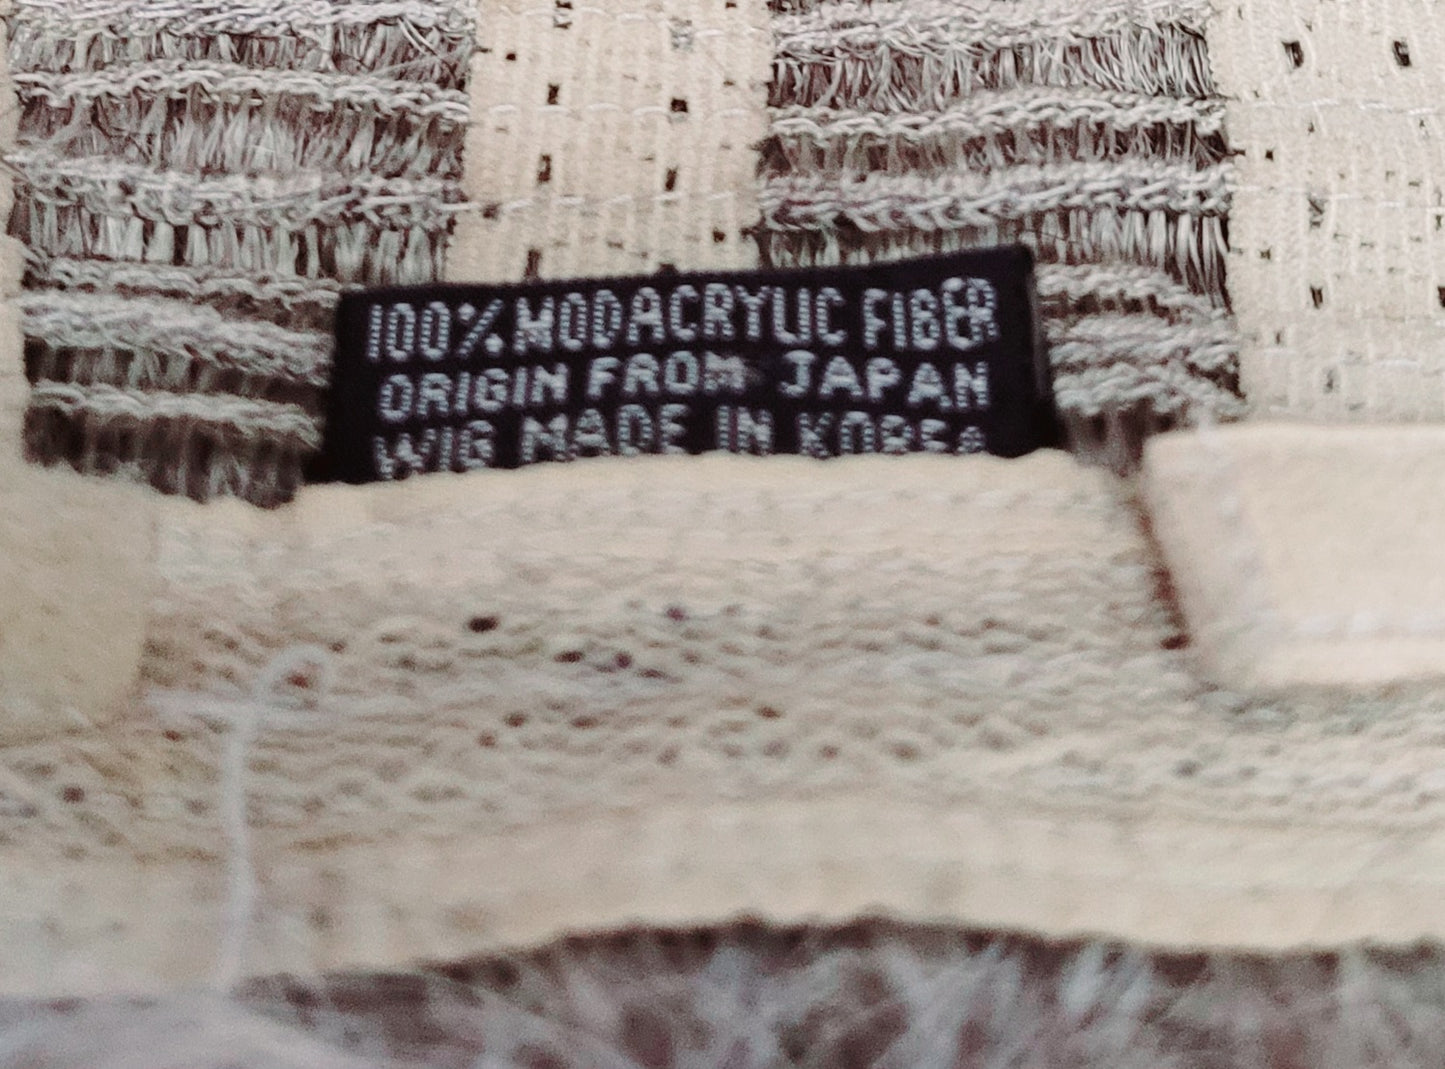 100% MODACRYLIC FIBER
ORIGIN FROM JAPAN
WIG MADE IN KOREA